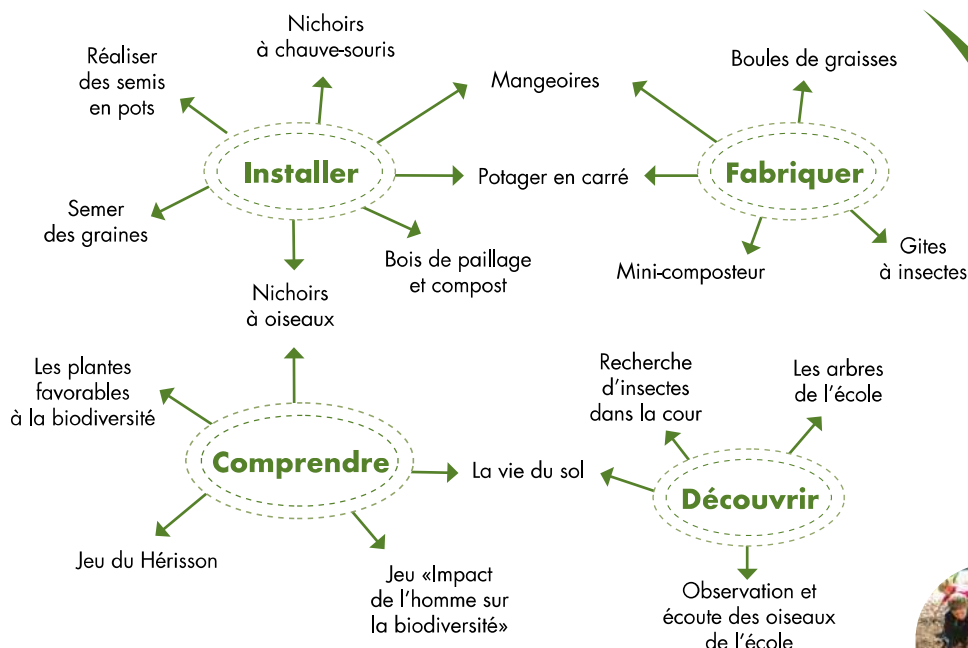 Nichoirs
à chauve-souris
Réaliser
des semis
en pots
Mangeoires
Boules de graisses
Installer
Potager en carré
Fabriquer
Semer
des graines
Bois de paillage
et compost
Mini-composteur
Gites
à insectes
Nichoirs
à oiseaux
Les plantes
favorables
à la biodiversité
Recherche
d'insectes
dans la cour
Les arbres
de l'école
Comprendre
La vie du sol
Découvrir
Jeu du Hérisson
Jeu «Impact
de l'homme sur
la biodiversité»
Observation et
écoute des oiseaux
de l'école